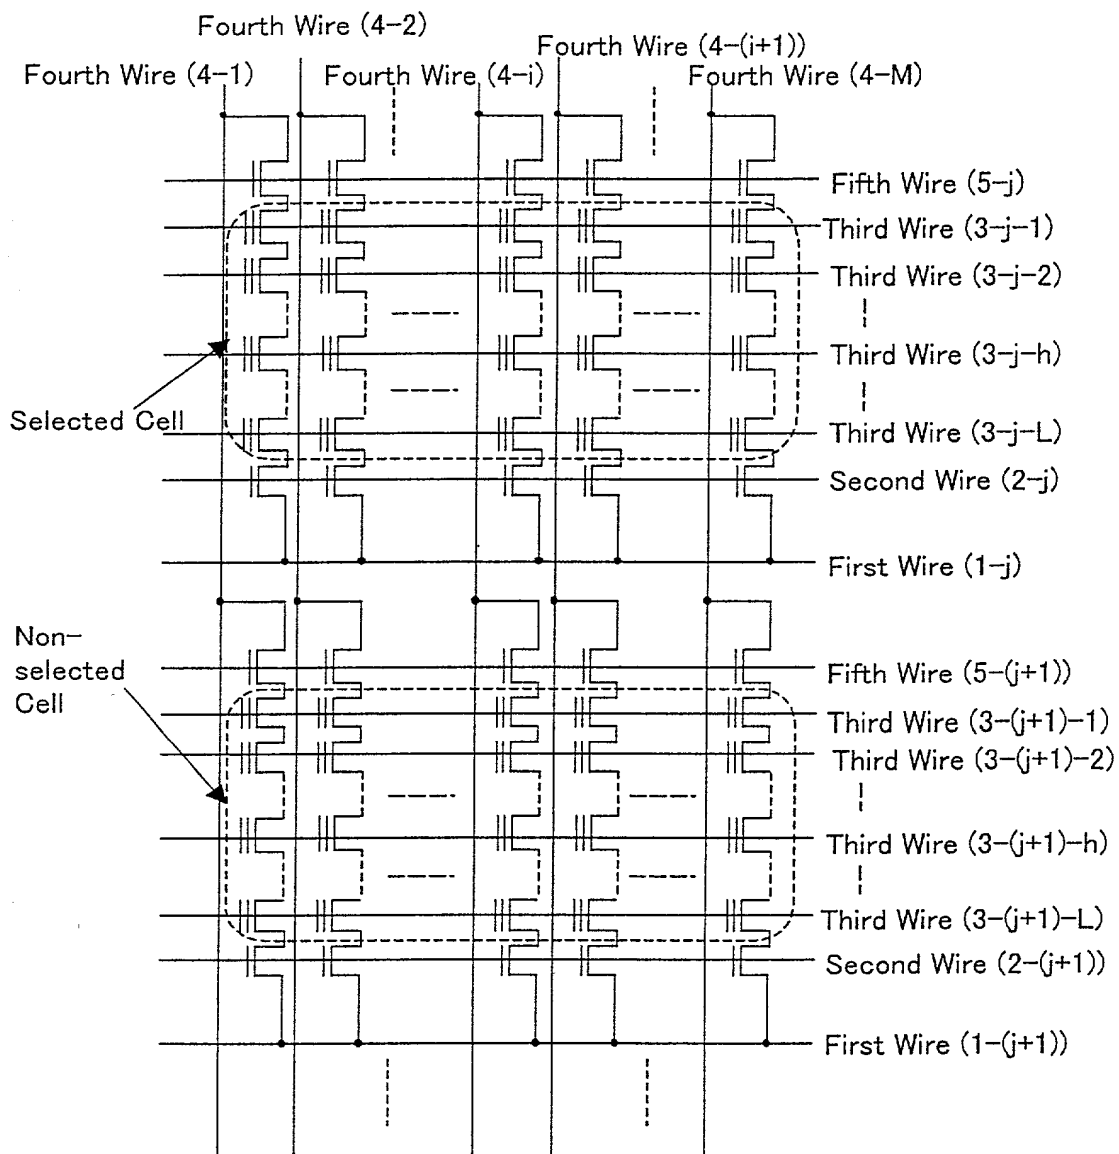 Fourth Wire (4-2)
Fourth Wire (4-(i+1))
Fourth Wire (4-1)
Fourth Wire (4-i)
Fourth Wire (4-M)
Fifth Wire (5-j)
Third Wire (3-j-1)
Third Wire (3-j-2)
Third Wire (3-j-h)
Selected Cell
Third Wire (3-j-L)
Second Wire (2-j)
First Wire (1-j)
Non-
selected
Cell
Fifth Wire (5-(j+1))
Third Wire (3-(j+1)-1)
Third Wire (3-(j+1)-2)
Third Wire (3-(j+1)-h)
Third Wire (3-(j+1)-L)
Second Wire (2-(j+1))
First Wire (1-(j+1))